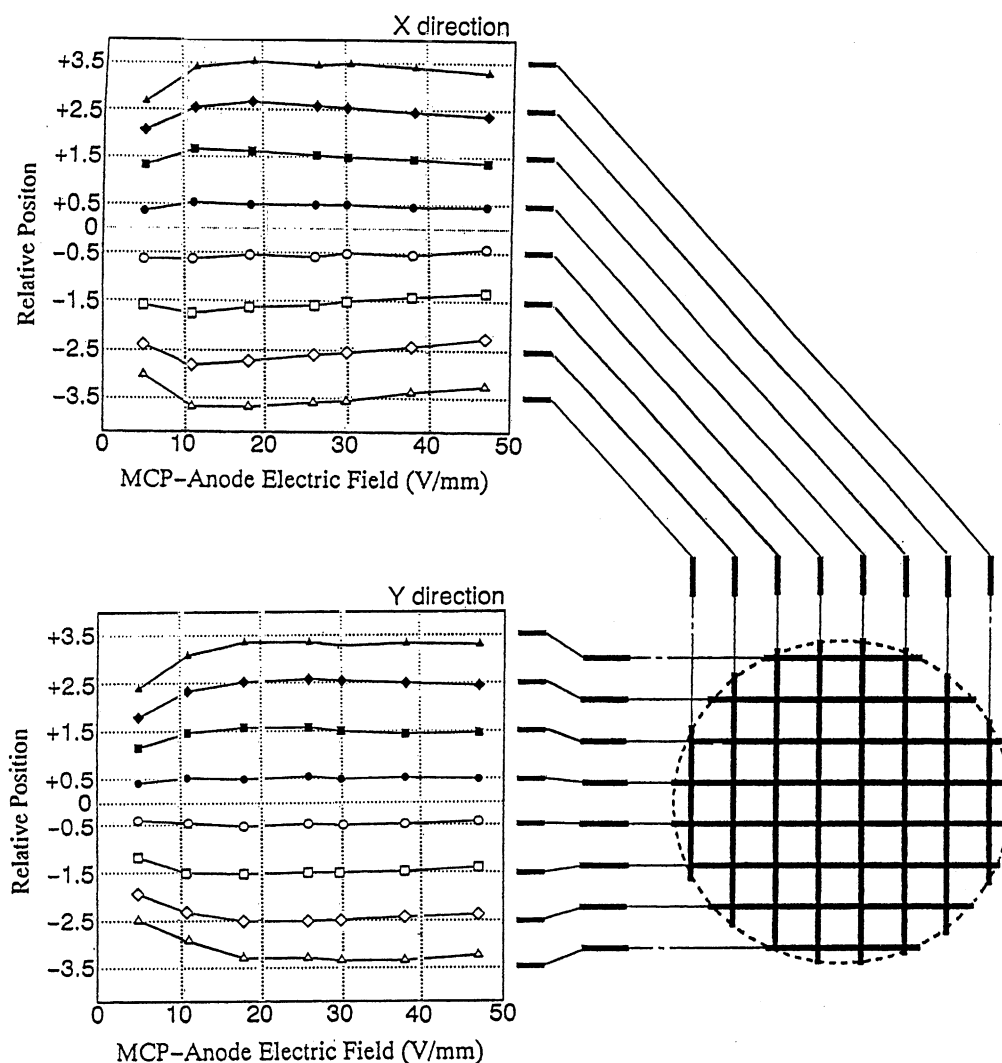 X direction
+3.5
+2.5
+1.5
+0.5
0
−0.5
−1.5
−2.5
−3.5
Relative Positon
0 10 20 30 40 50
MCP−Anode Electric Field (V/mm)
Y direction
+3.5
+2.5
+1.5
+0.5
0
−0.5
−1.5
−2.5
−3.5
Relative Position
0 10 20 30 40 50
MCP−Anode Electric Field (V/mm)